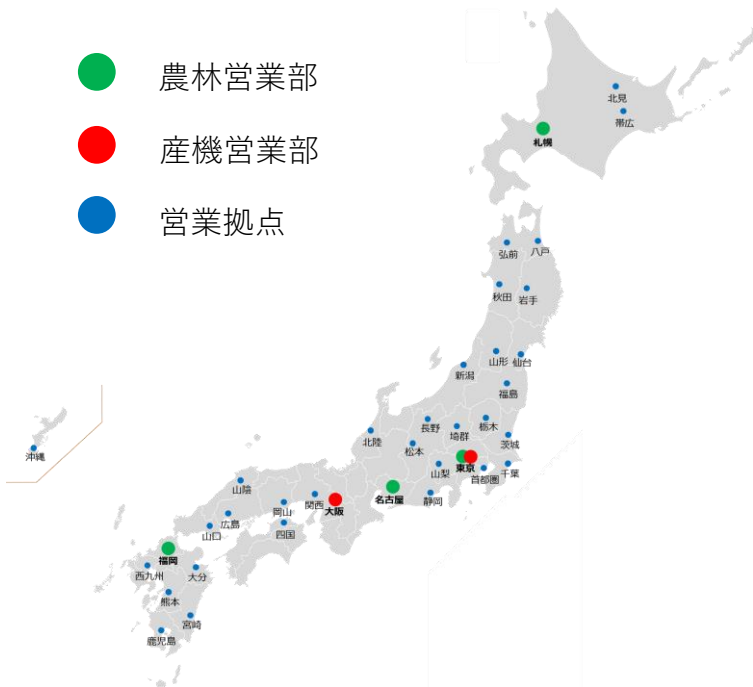 農林営業部
産機営業部
営業拠点
北見
帯広
札幌
弘前
八戸
秋田
岩手
山形
仙台
新潟
福島
栃木
長野
埼群
北陸
松本
茨城
東京
山梨
首都圏
千葉
名古屋
静岡
沖縄
山陰
関西
岡山
大阪
広島
山口
四国
福岡
西九州
大分
熊本
宮崎
鹿児島